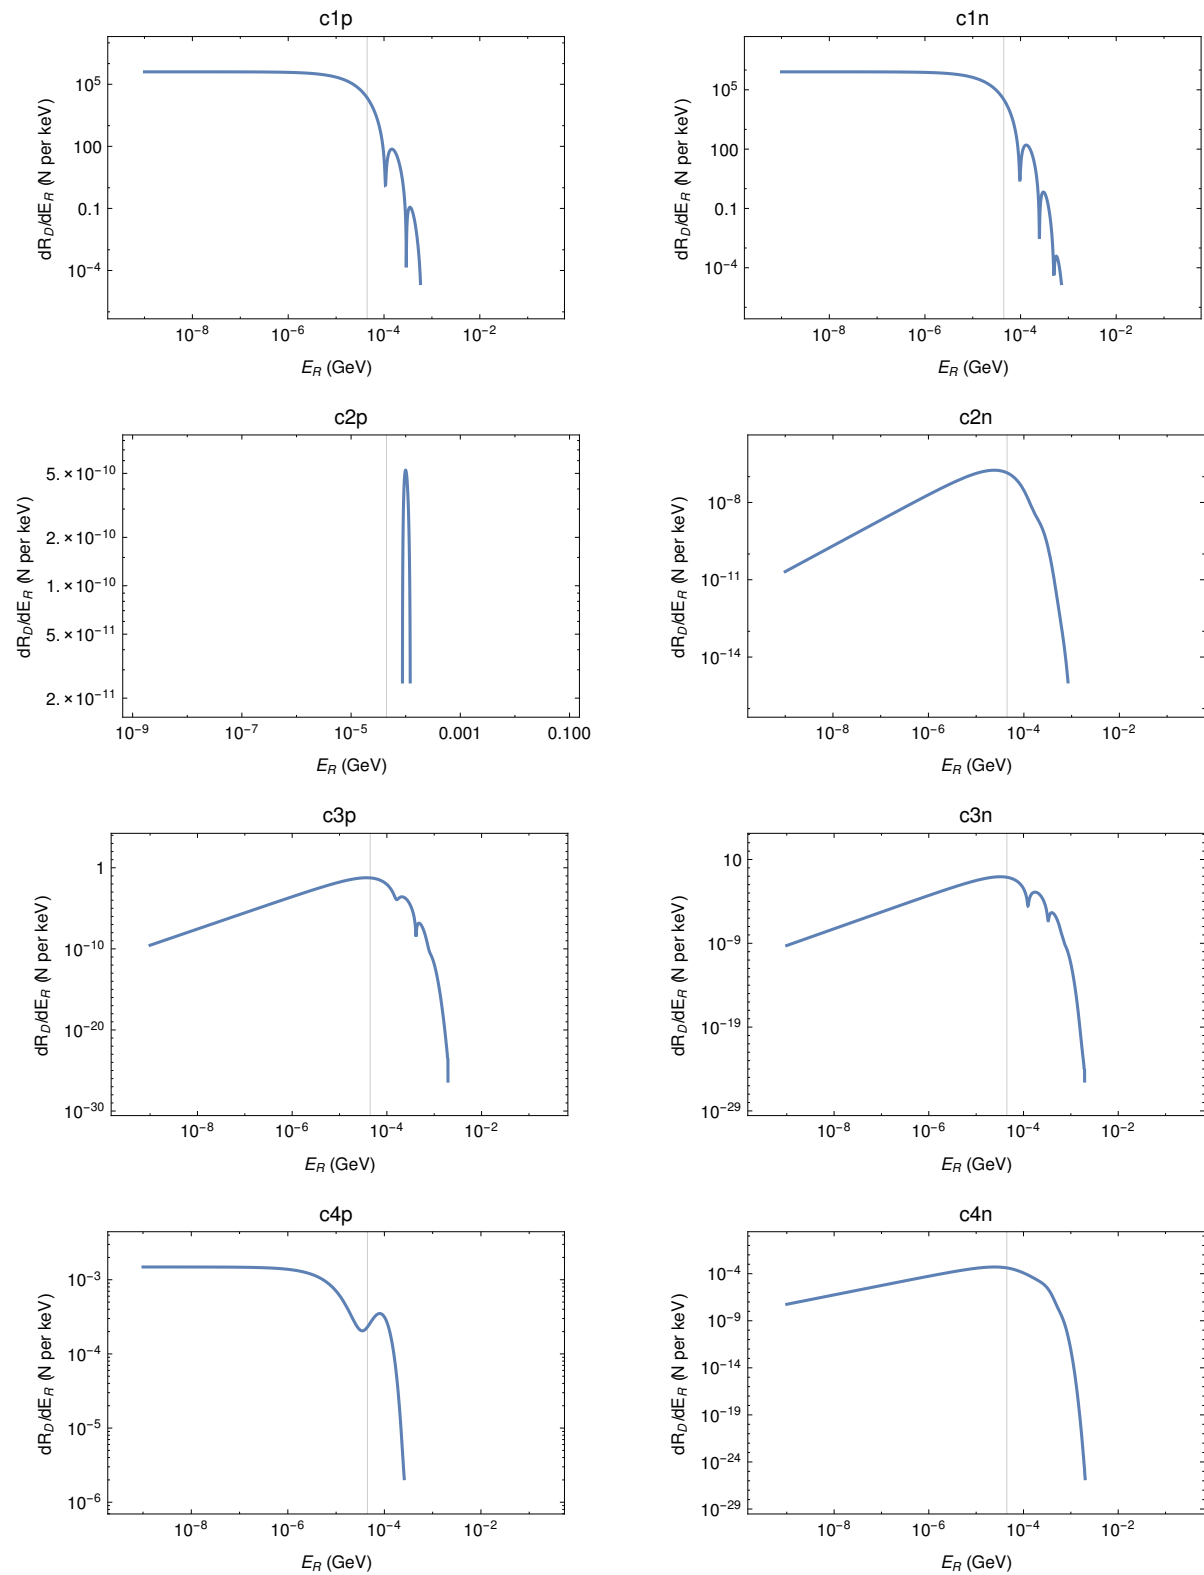 c1p
c1n
dR_D/dE_R (N per keV)
10^5
100
0.1
10^-4
10^-8
10^-6
10^-4
10^-2
E_R (GeV)
dR_D/dE_R (N per keV)
10^5
100
0.1
10^-4
10^-8
10^-6
10^-4
10^-2
E_R (GeV)
c2p
c2n
dR_D/dE_R (N per keV)
5.×10^-10
2.×10^-10
1.×10^-10
5.×10^-11
2.×10^-11
10^-9
10^-7
10^-5
0.001
0.100
E_R (GeV)
dR_D/dE_R (N per keV)
10^-8
10^-11
10^-14
10^-8
10^-6
10^-4
10^-2
E_R (GeV)
c3p
c3n
dR_D/dE_R (N per keV)
1
10^-10
10^-20
10^-30
10^-8
10^-6
10^-4
10^-2
E_R (GeV)
dR_D/dE_R (N per keV)
10
10^-9
10^-19
10^-29
10^-8
10^-6
10^-4
10^-2
E_R (GeV)
c4p
c4n
dR_D/dE_R (N per keV)
10^-3
10^-4
10^-5
10^-6
10^-8
10^-6
10^-4
10^-2
E_R (GeV)
dR_D/dE_R (N per keV)
10^-4
10^-9
10^-14
10^-19
10^-24
10^-29
10^-8
10^-6
10^-4
10^-2
E_R (GeV)